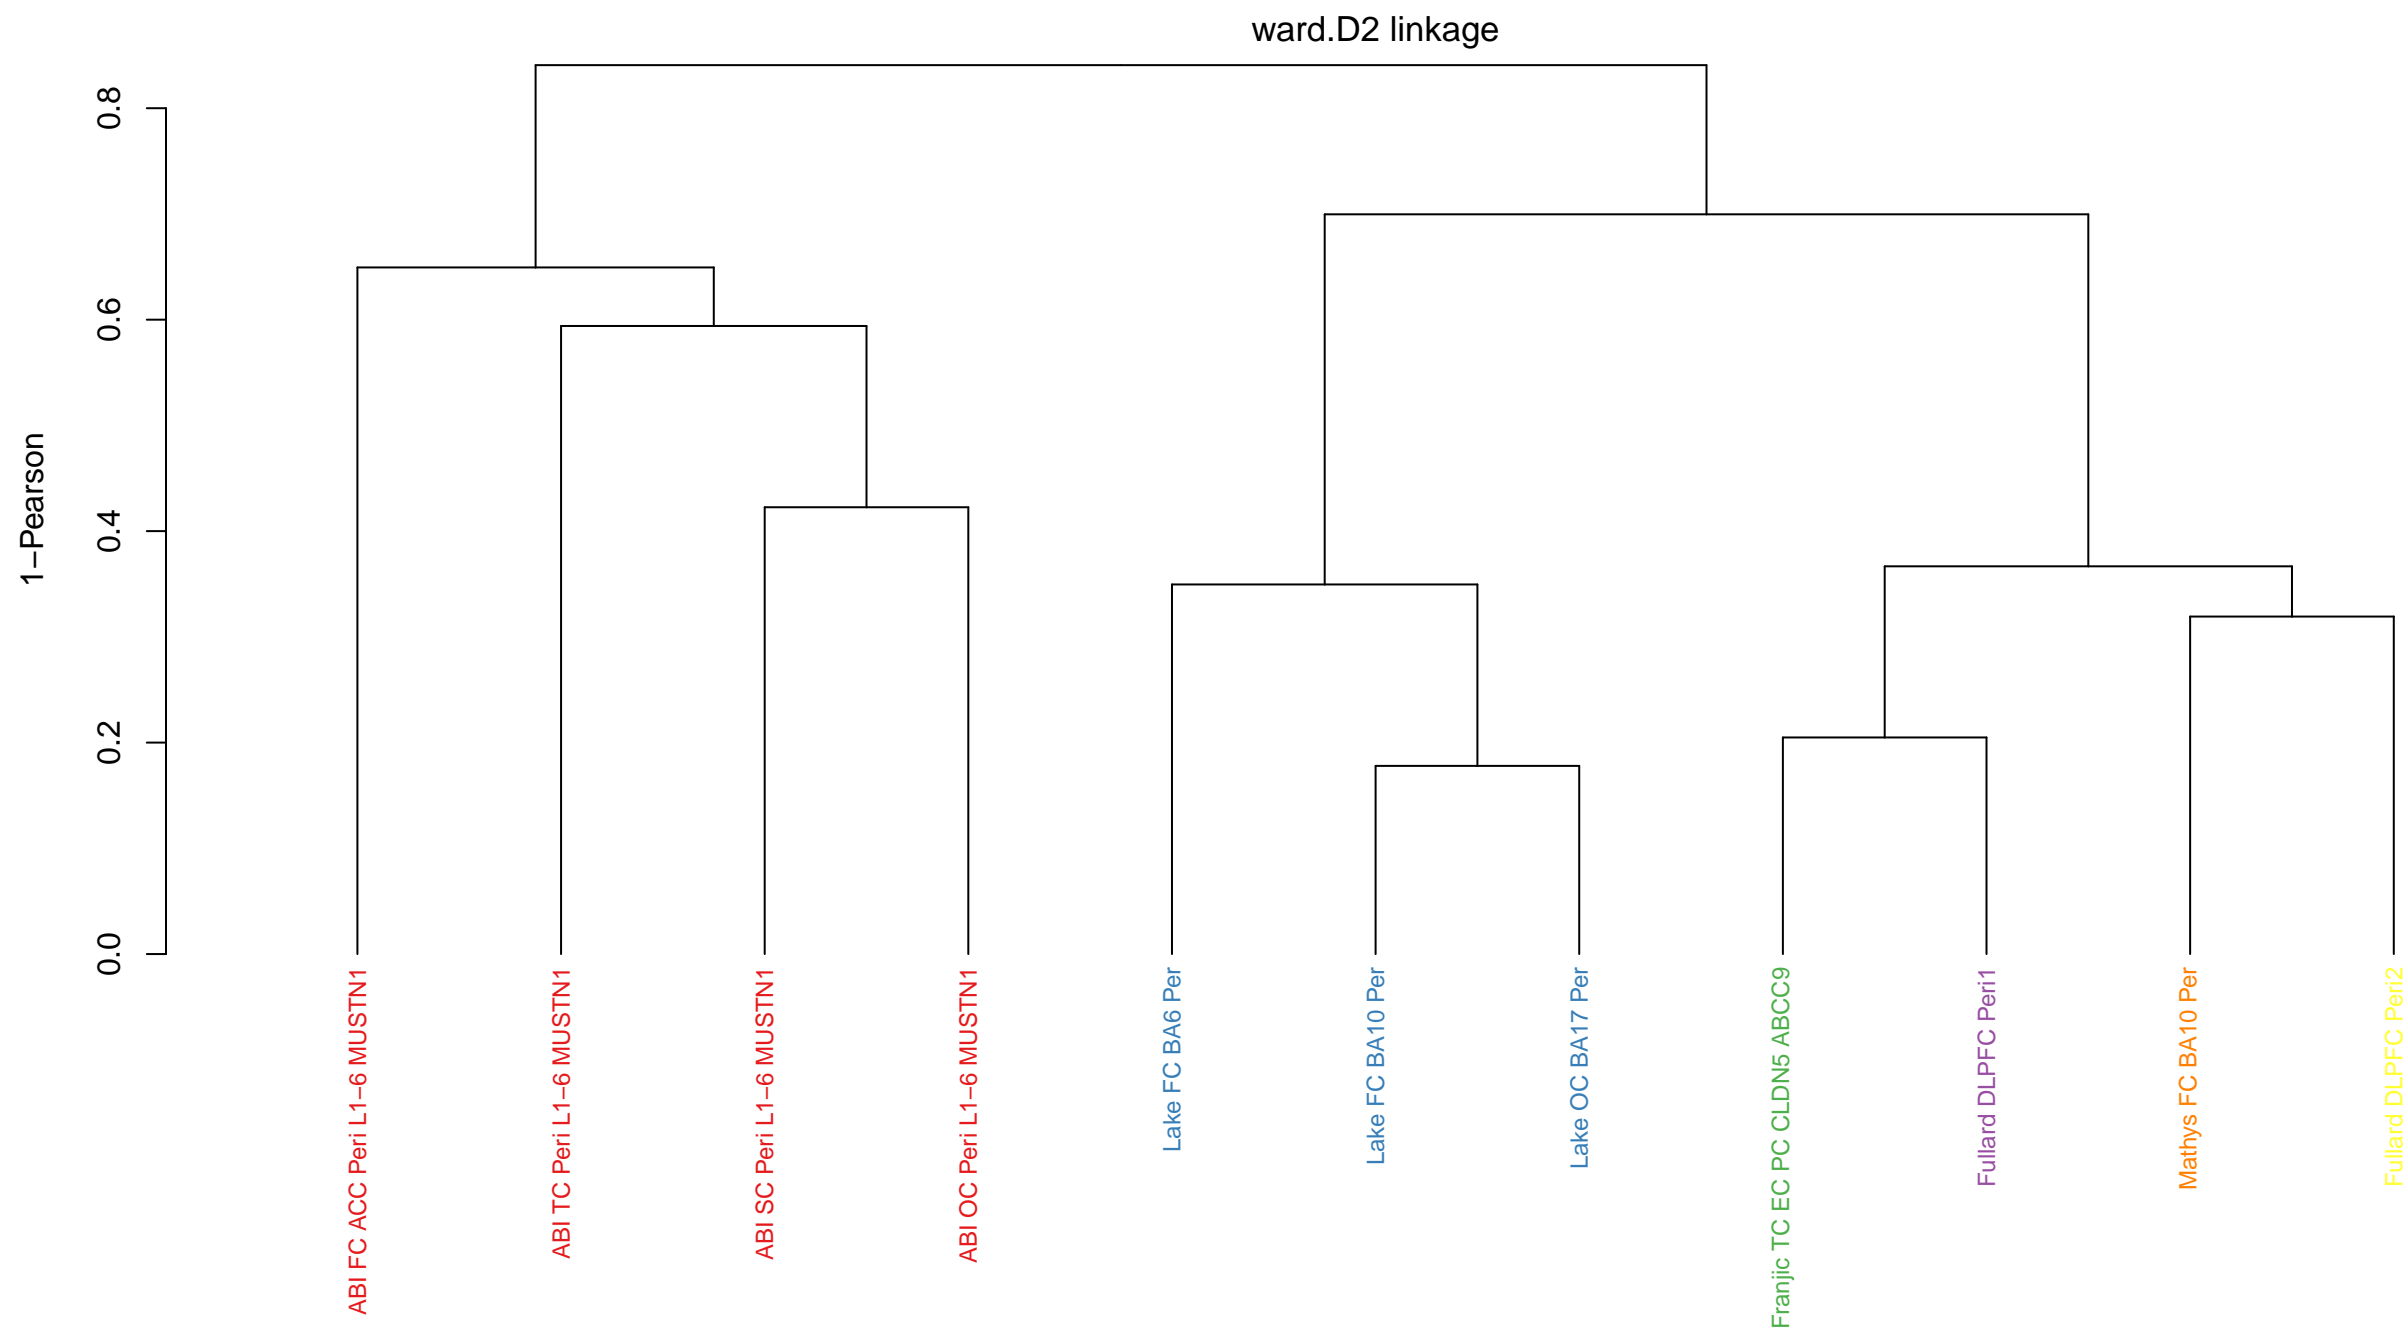 ward.D2 linkage
1−Pearson
0.8
0.6
0.4
0.2
0.0
ABI FC ACC Peri L1−6 MUSTN1
ABI TC Peri L1−6 MUSTN1
ABI SC Peri L1−6 MUSTN1
ABI OC Peri L1−6 MUSTN1
Lake FC BA6 Per
Lake FC BA10 Per
Lake OC BA17 Per
Franjic TC EC PC CLDN5 ABCC9
Fullard DLPFC Peri1
Mathys FC BA10 Per
Fullard DLPFC Peri2